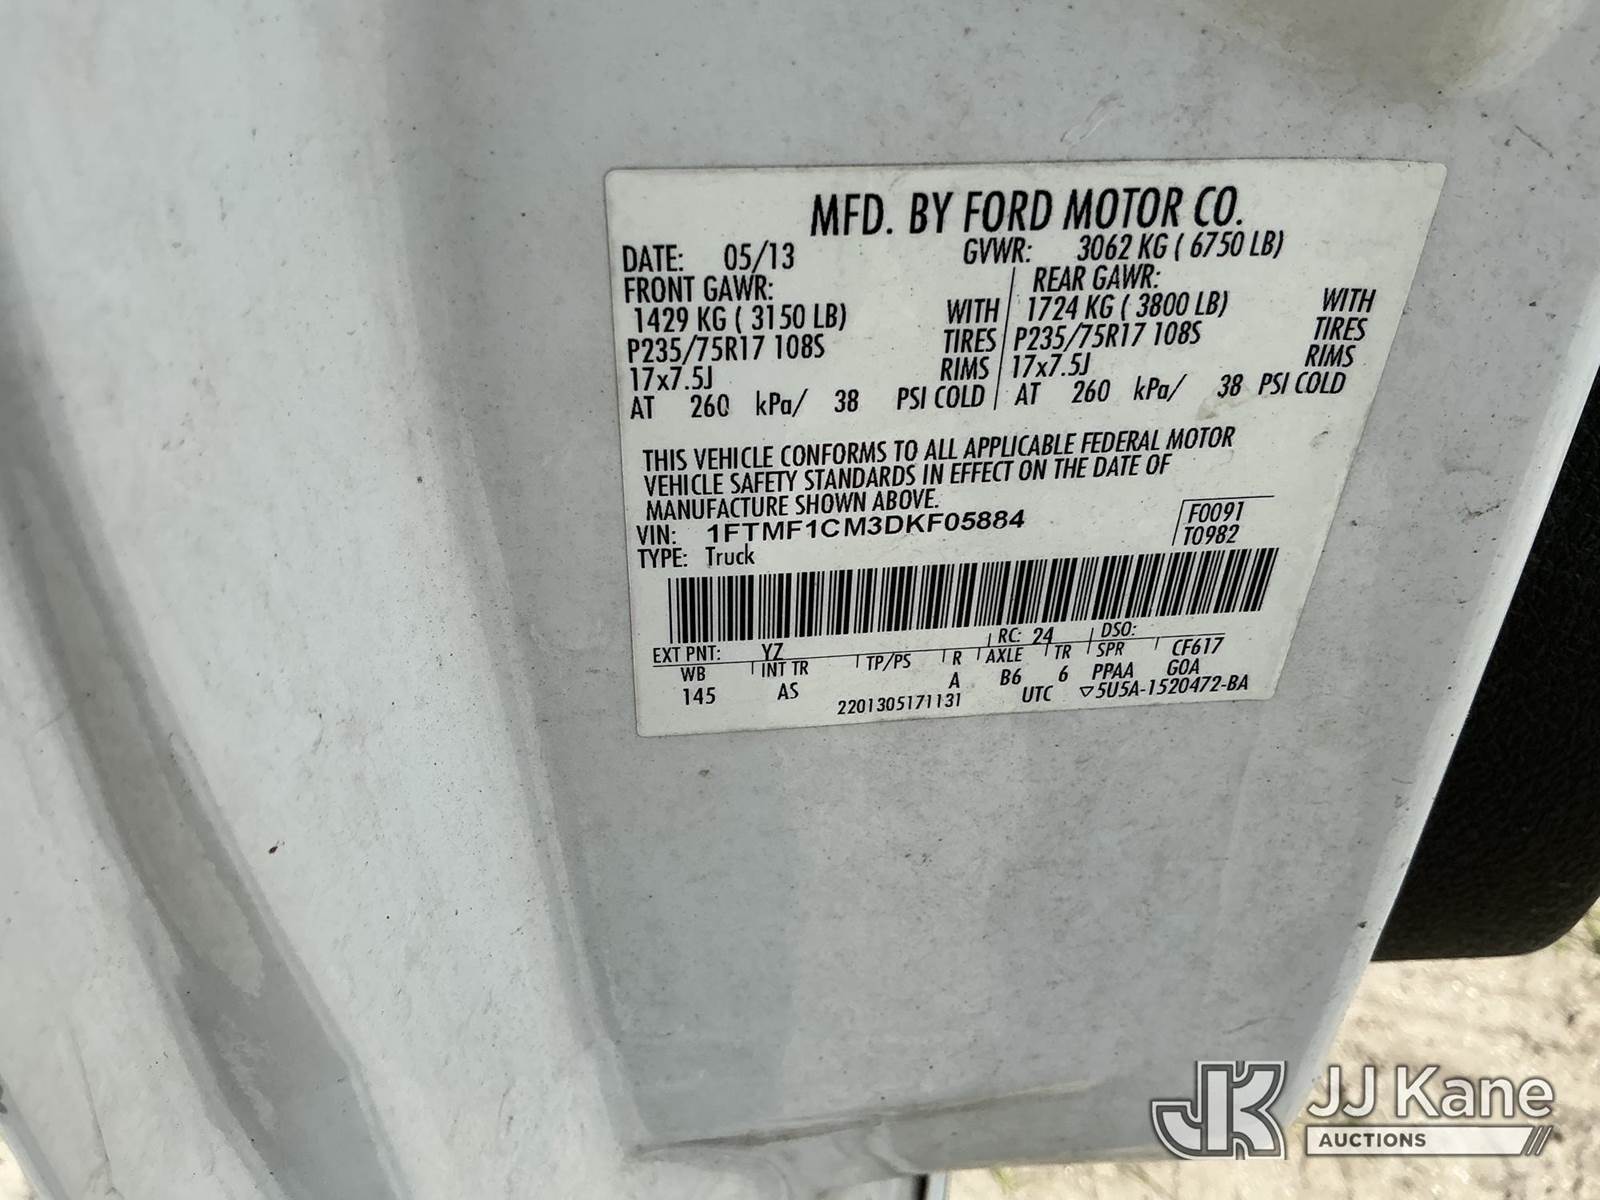 MFD. BY FORD MOTOR CO.
DATE: 05/13 GVWR: 3062 KG ( 6750 LB)
FRONT GAWR: REAR GAWR:
1429 KG ( 3150 LB) WITH 1724 KG ( 3800 LB) WITH
P235/75R17 108S TIRES P235/75R17 108S TIRES
17x7.5J RIMS 17x7.5J RIMS
AT 260 kPa/ 38 PSI COLD AT 260 kPa/ 38 PSI COLD
THIS VEHICLE CONFORMS TO ALL APPLICABLE FEDERAL MOTOR
VEHICLE SAFETY STANDARDS IN EFFECT ON THE DATE OF
MANUFACTURE SHOWN ABOVE.
VIN: 1FTMF1CM3DKF05884 F0091
TYPE: Truck T0982
EXT PNT: YZ RC: 24 DSO:
WB INT TR TP/PS R AXLE TR SPR CF617
145 AS A B6 6 PPAA GOA
2201305171131 UTC ▽5U5A-1520472-BA
JK JJ Kane
AUCTIONS